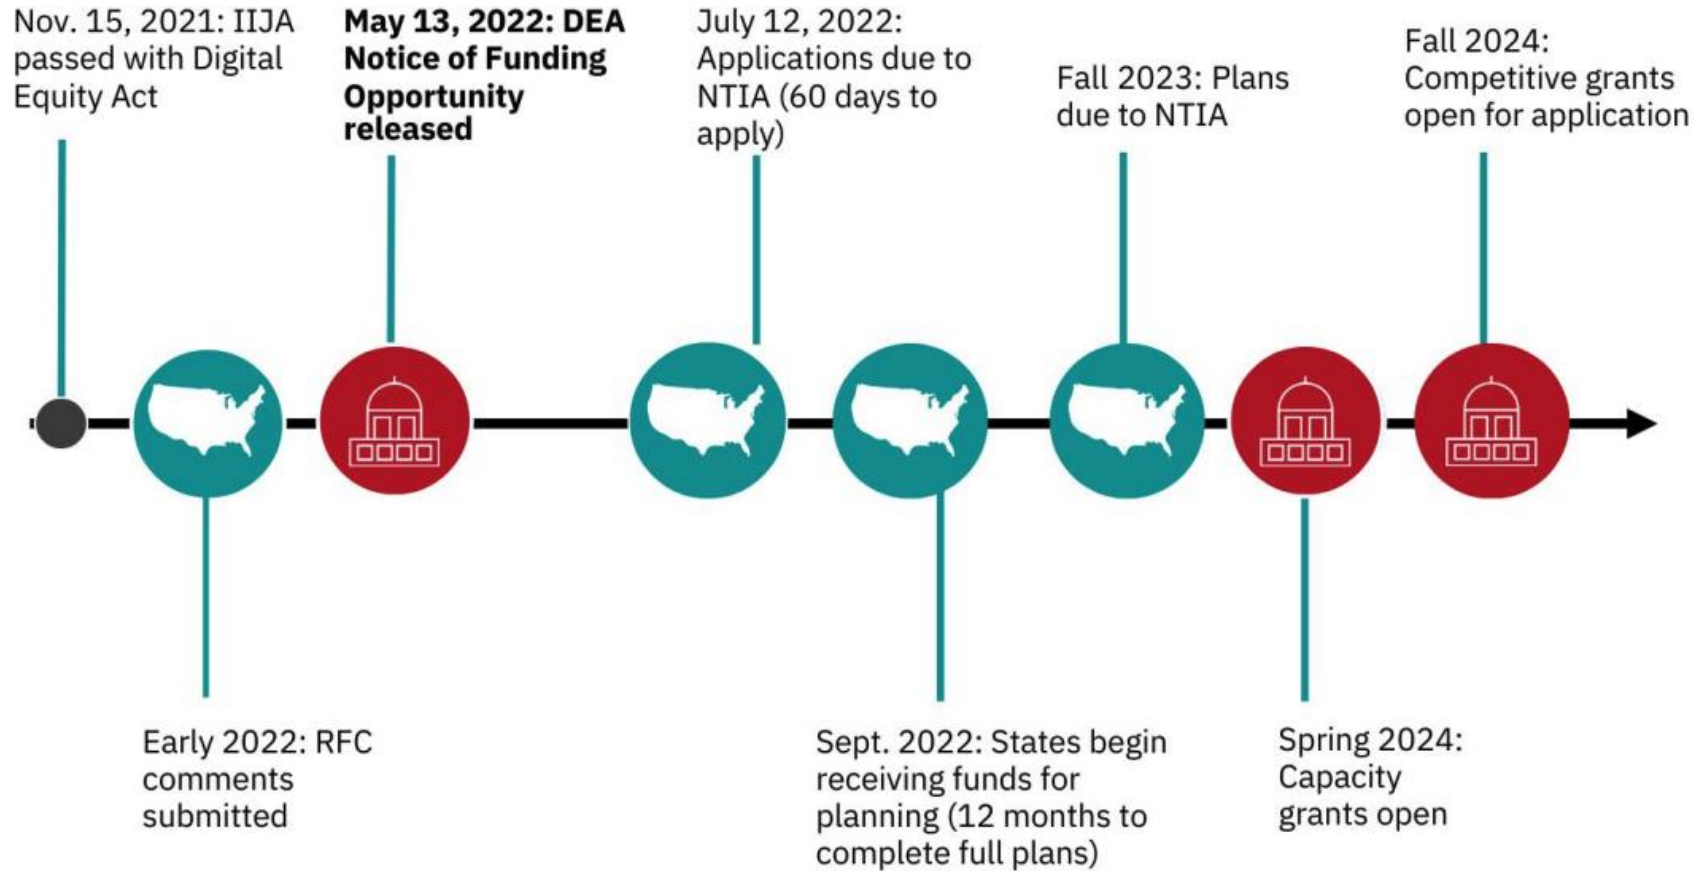 Nov. 15, 2021: IIJA
passed with Digital
Equity Act
May 13, 2022: DEA
Notice of Funding
Opportunity
released
July 12, 2022:
Applications due to
NTIA (60 days to
apply)
Fall 2023: Plans
due to NTIA
Fall 2024:
Competitive grants
open for application
Early 2022: RFC
comments
submitted
Sept. 2022: States begin
receiving funds for
planning (12 months to
complete full plans)
Spring 2024:
Capacity
grants open